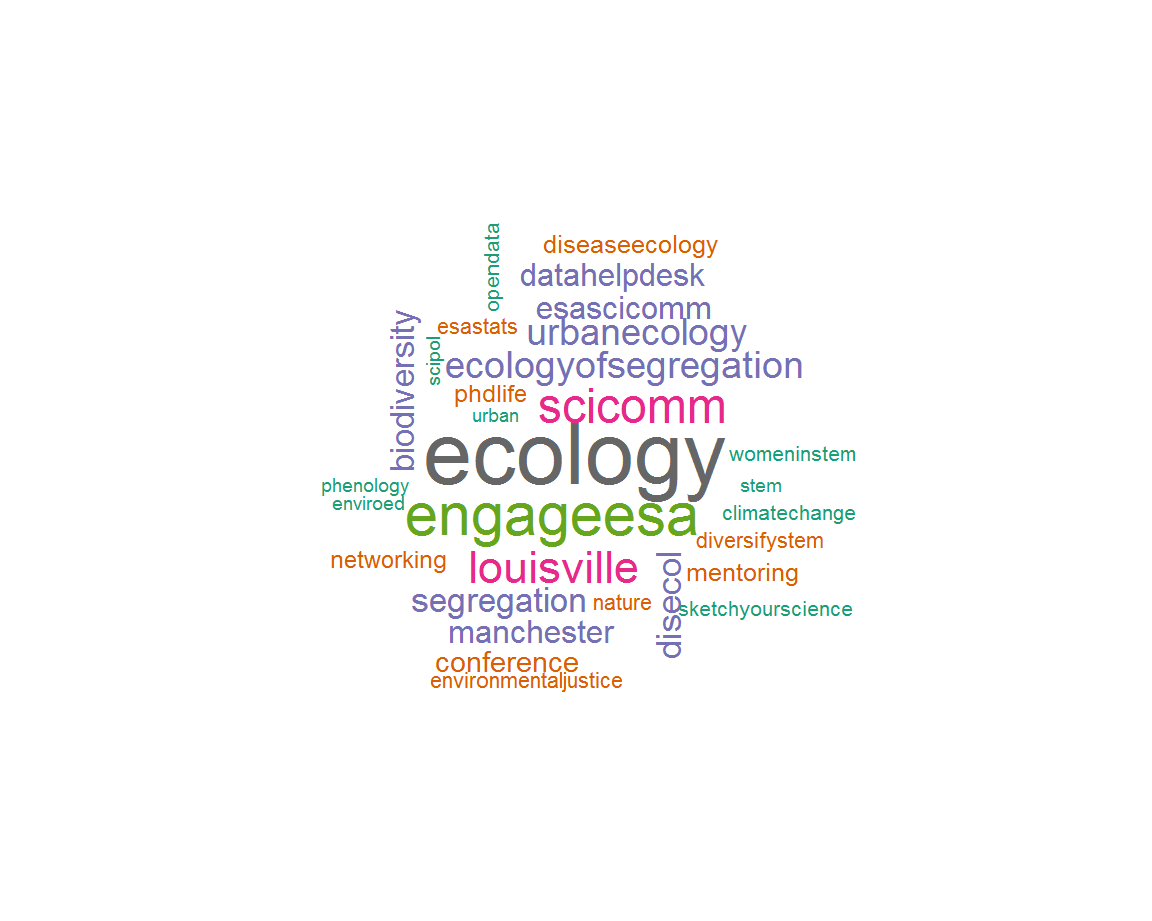 opendata
diseaseecology
datahelpdesk
esascicomm
esastats
urbanecology
biodiversity
scipol
ecologyofsegregation
phdlife
scicomm
urban
ecology
womeninstem
phenology
stem
enviroed
engageesa
climatechange
diversifystem
networking
louisville
disecol
mentoring
segregation
nature
sketchyourscience
manchester
conference
environmentaljustice